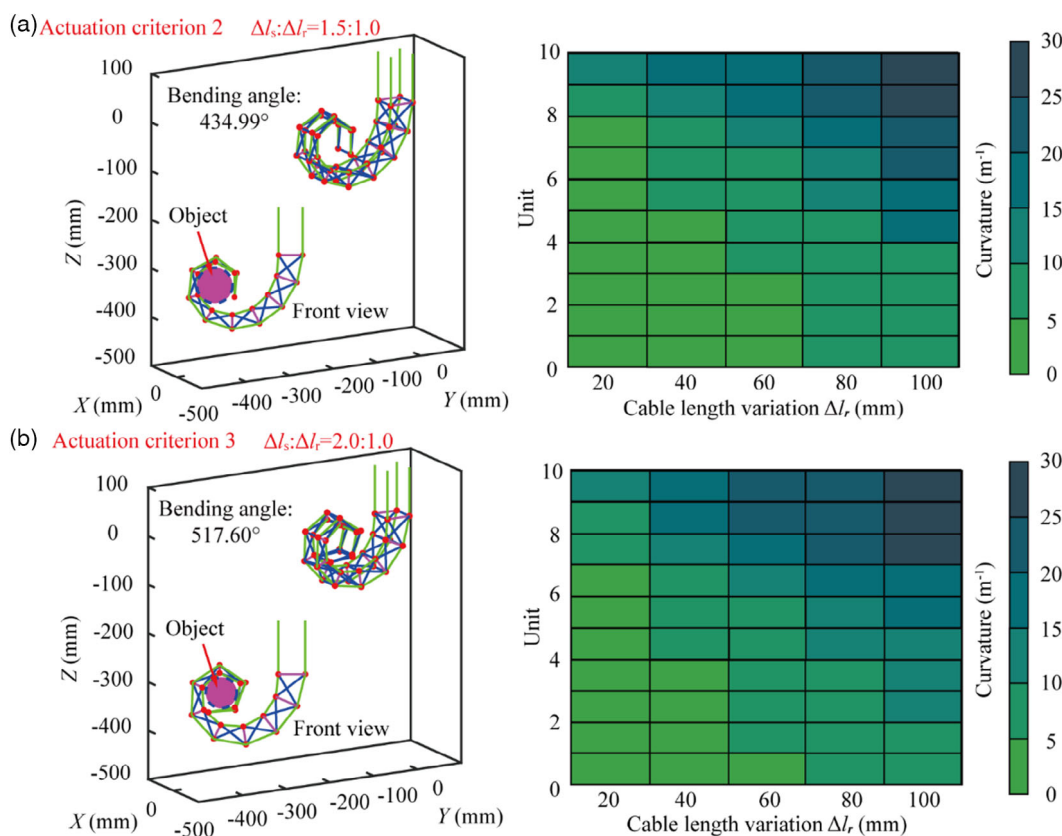 (a) Actuation criterion 2 Δls:Δlr=1.5:1.0
Bending angle:
434.99°
Object
Front view
100
0
-100
-200
-300
-400
-500
Z (mm)
0
-500
X (mm)
-400
-300
-200
-100
0
Y (mm)
10
8
6
4
2
0
Unit
20 40 60 80 100
Cable length variation Δlr (mm)
30
25
20
15
10
5
0
Curvature (m-1)
(b) Actuation criterion 3 Δls:Δlr=2.0:1.0
Bending angle:
517.60°
Object
Front view
100
0
-100
-200
-300
-400
-500
Z (mm)
0
-500
X (mm)
-400
-300
-200
-100
0
Y (mm)
10
8
6
4
2
0
Unit
20 40 60 80 100
Cable length variation Δlr (mm)
30
25
20
15
10
5
0
Curvature (m-1)